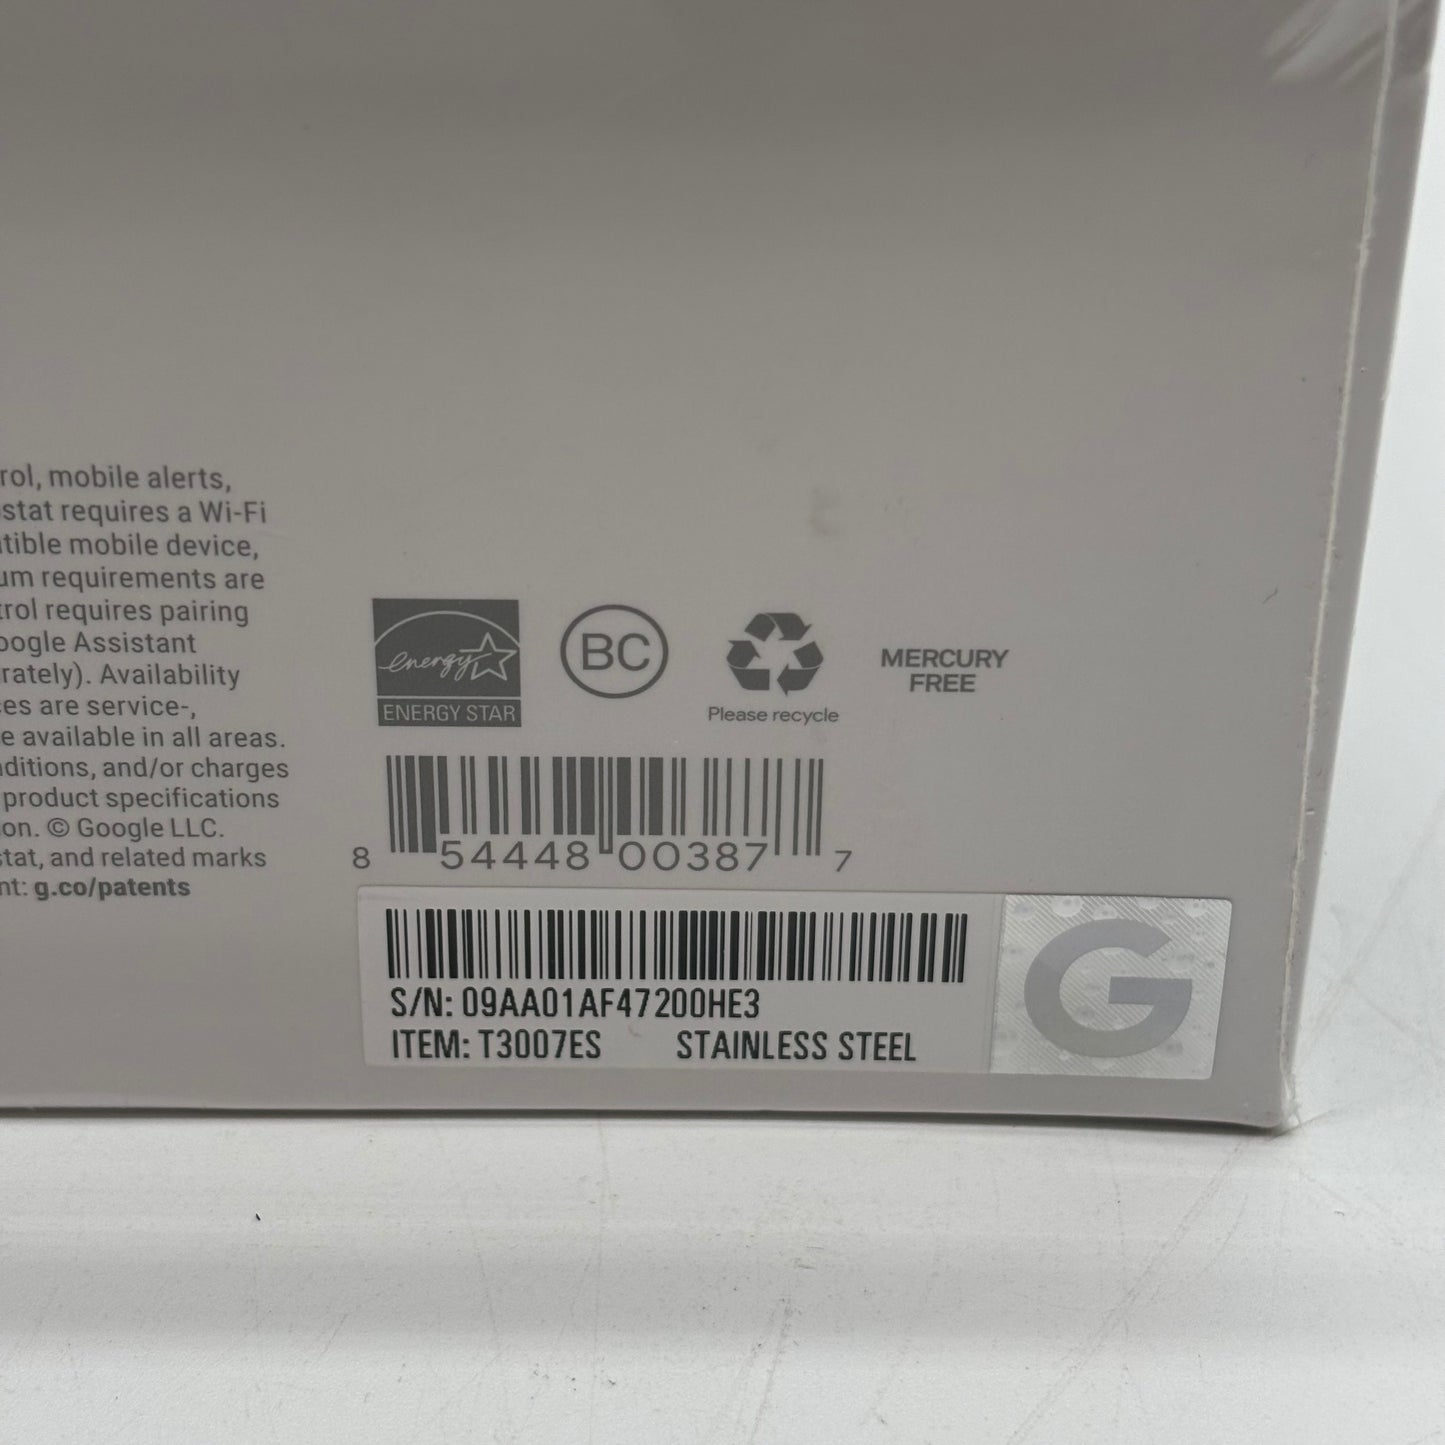 rol, mobile alerts,
stat requires a Wi-Fi
tible mobile device,
um requirements are
trol requires pairing
oogle Assistant
rately). Availability
es are service-,
e available in all areas.
nditions, and/or charges
product specifications
on. © Google LLC.
stat, and related marks
nt: g.co/patents
energy
ENERGY STAR
BC
Please recycle
MERCURY
FREE
8 54448 00387 7
S/N: 09AA01AF47200HE3
ITEM: T3007ES STAINLESS STEEL
G